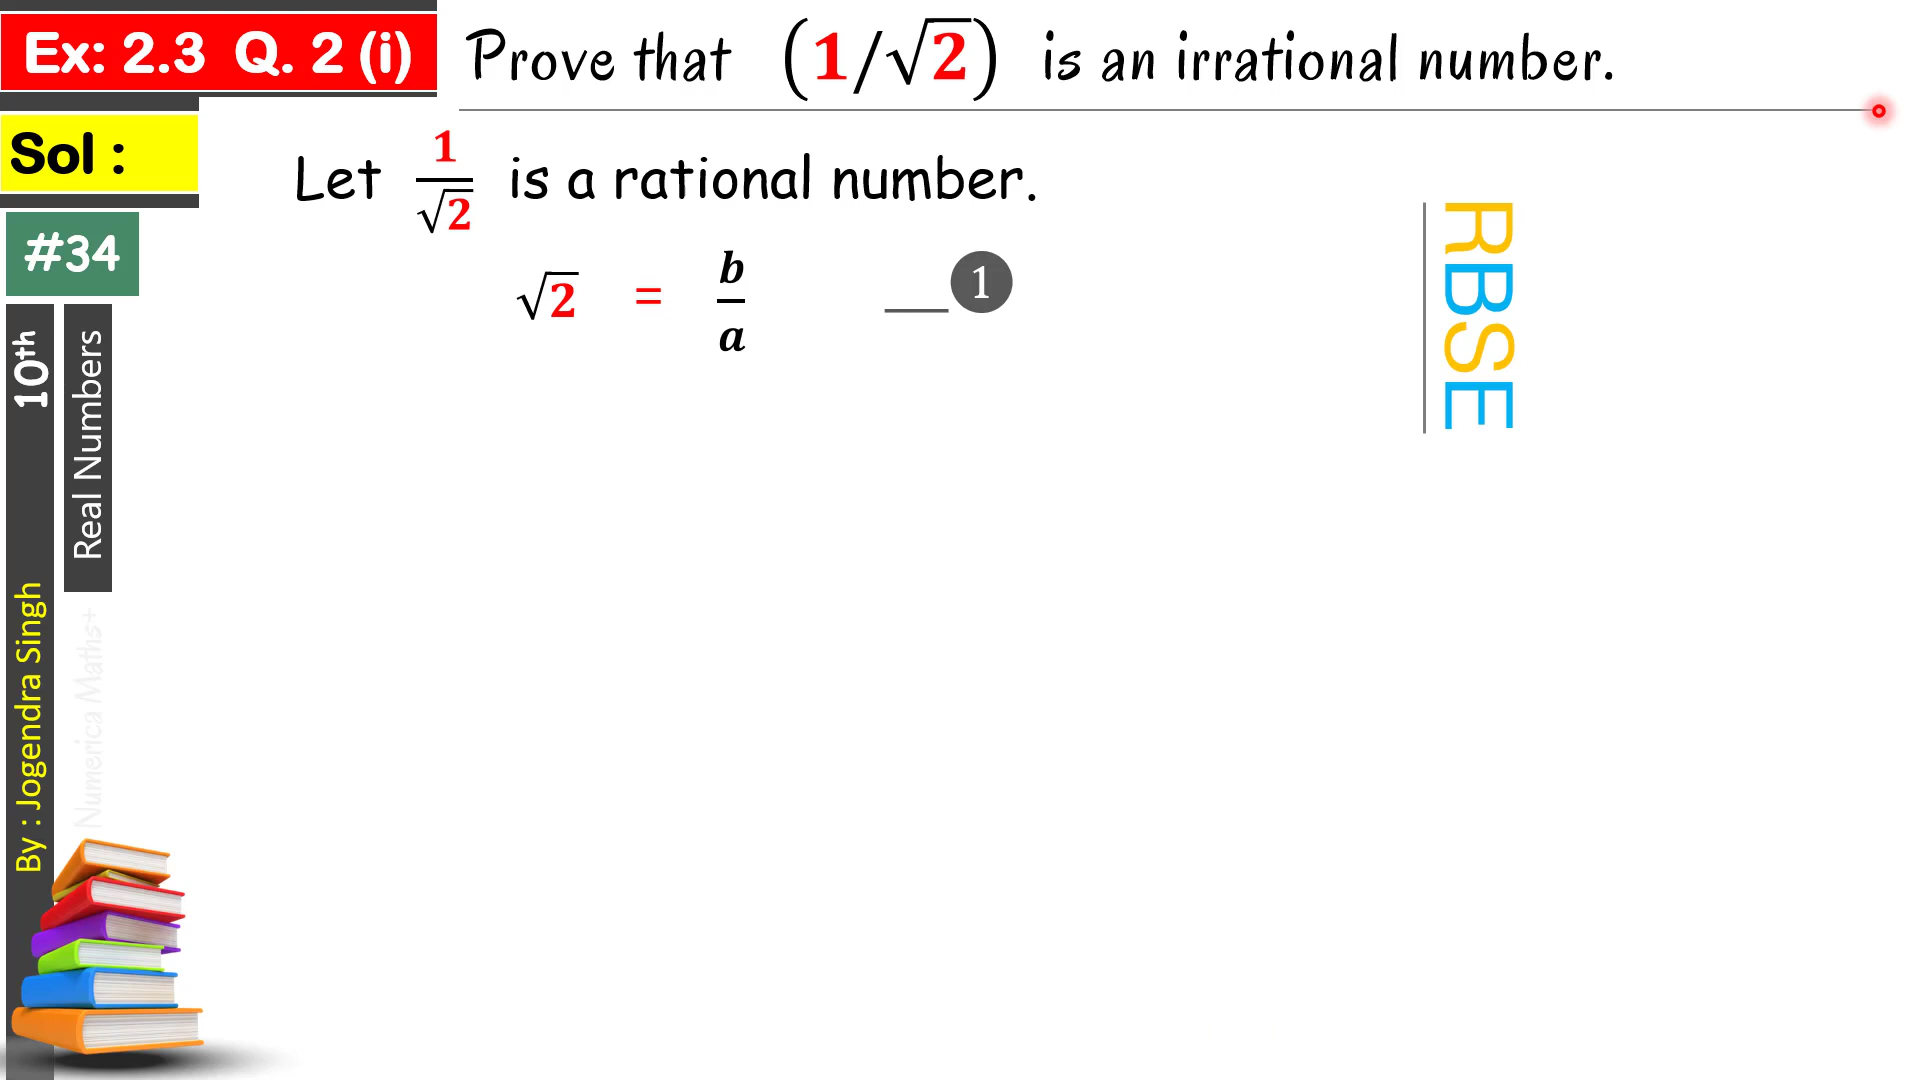 Ex: 2.3 Q. 2 (i)
Prove that (1/√2) is an irrational number.
Sol :
Let 1/√2 is a rational number.
#34
√2 = b/a __1
RBSE
10th
Real Numbers
By : Jogendra Singh
Numerica Maths+